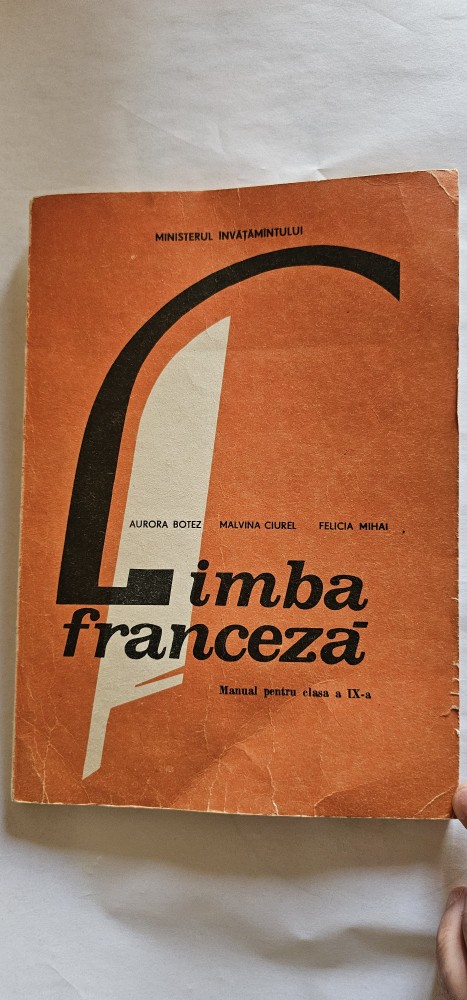 MINISTERUL ÎNVĂȚĂMÎNTULUI
AURORA BOTEZ MALVINA CIUREL FELICIA MIHAI
Limba
franceză
Manual pentru clasa a IX-a